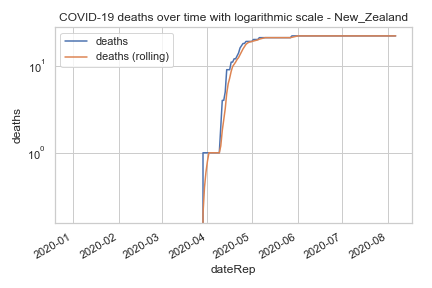 COVID-19 deaths over time with logarithmic scale - New_Zealand
deaths
deaths (rolling)
10¹
10⁰
deaths
2020-01
2020-02
2020-03
2020-04
2020-05
2020-06
2020-07
2020-08
dateRep